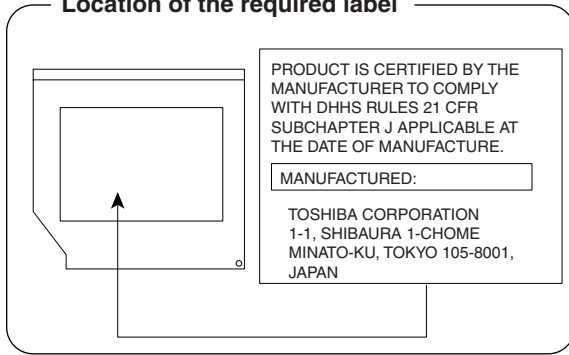 Location of the required label
PRODUCT IS CERTIFIED BY THE
MANUFACTURER TO COMPLY
WITH DHHS RULES 21 CFR
SUBCHAPTER J APPLICABLE AT
THE DATE OF MANUFACTURE.
MANUFACTURED:
TOSHIBA CORPORATION
1-1, SHIBAURA 1-CHOME
MINATO-KU, TOKYO 105-8001,
JAPAN